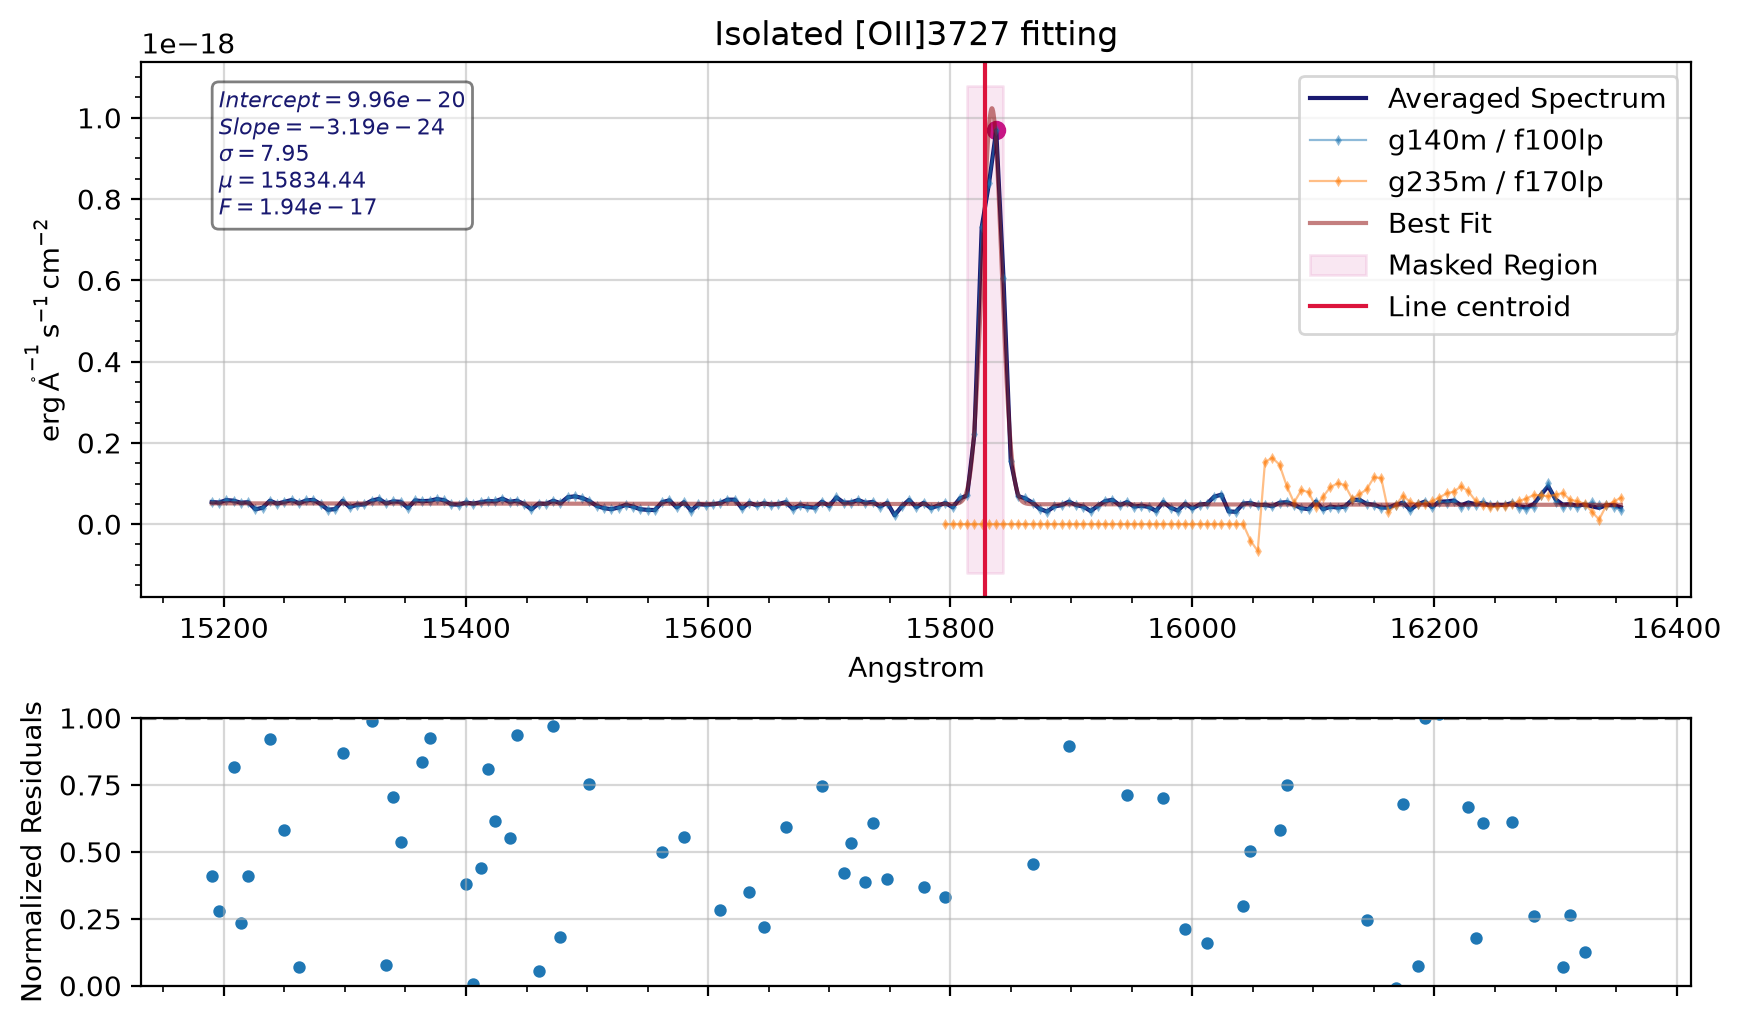 Isolated [OII]3727 fitting
1e−18
Intercept = 9.96e − 20
Slope = −3.19e − 24
σ = 7.95
μ = 15834.44
F = 1.94e − 17
Averaged Spectrum
g140m / f100lp
g235m / f170lp
Best Fit
Masked Region
Line centroid
erg Å⁻¹ s⁻¹ cm⁻²
1.0
0.8
0.6
0.4
0.2
0.0
15200 15400 15600 15800 16000 16200 16400
Angstrom
Normalized Residuals
1.00
0.75
0.50
0.25
0.00